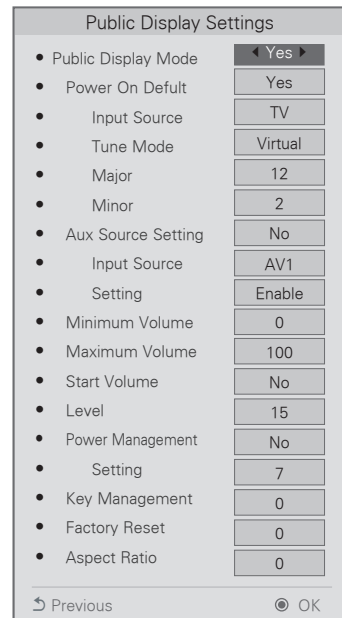 Public Display Settings
Public Display Mode Yes
Power On Defult Yes
Input Source TV
Tune Mode Virtual
Major 12
Minor 2
Aux Source Setting No
Input Source AV1
Setting Enable
Minimum Volume 0
Maximum Volume 100
Start Volume No
Level 15
Power Management No
Setting 7
Key Management 0
Factory Reset 0
Aspect Ratio 0
Previous OK